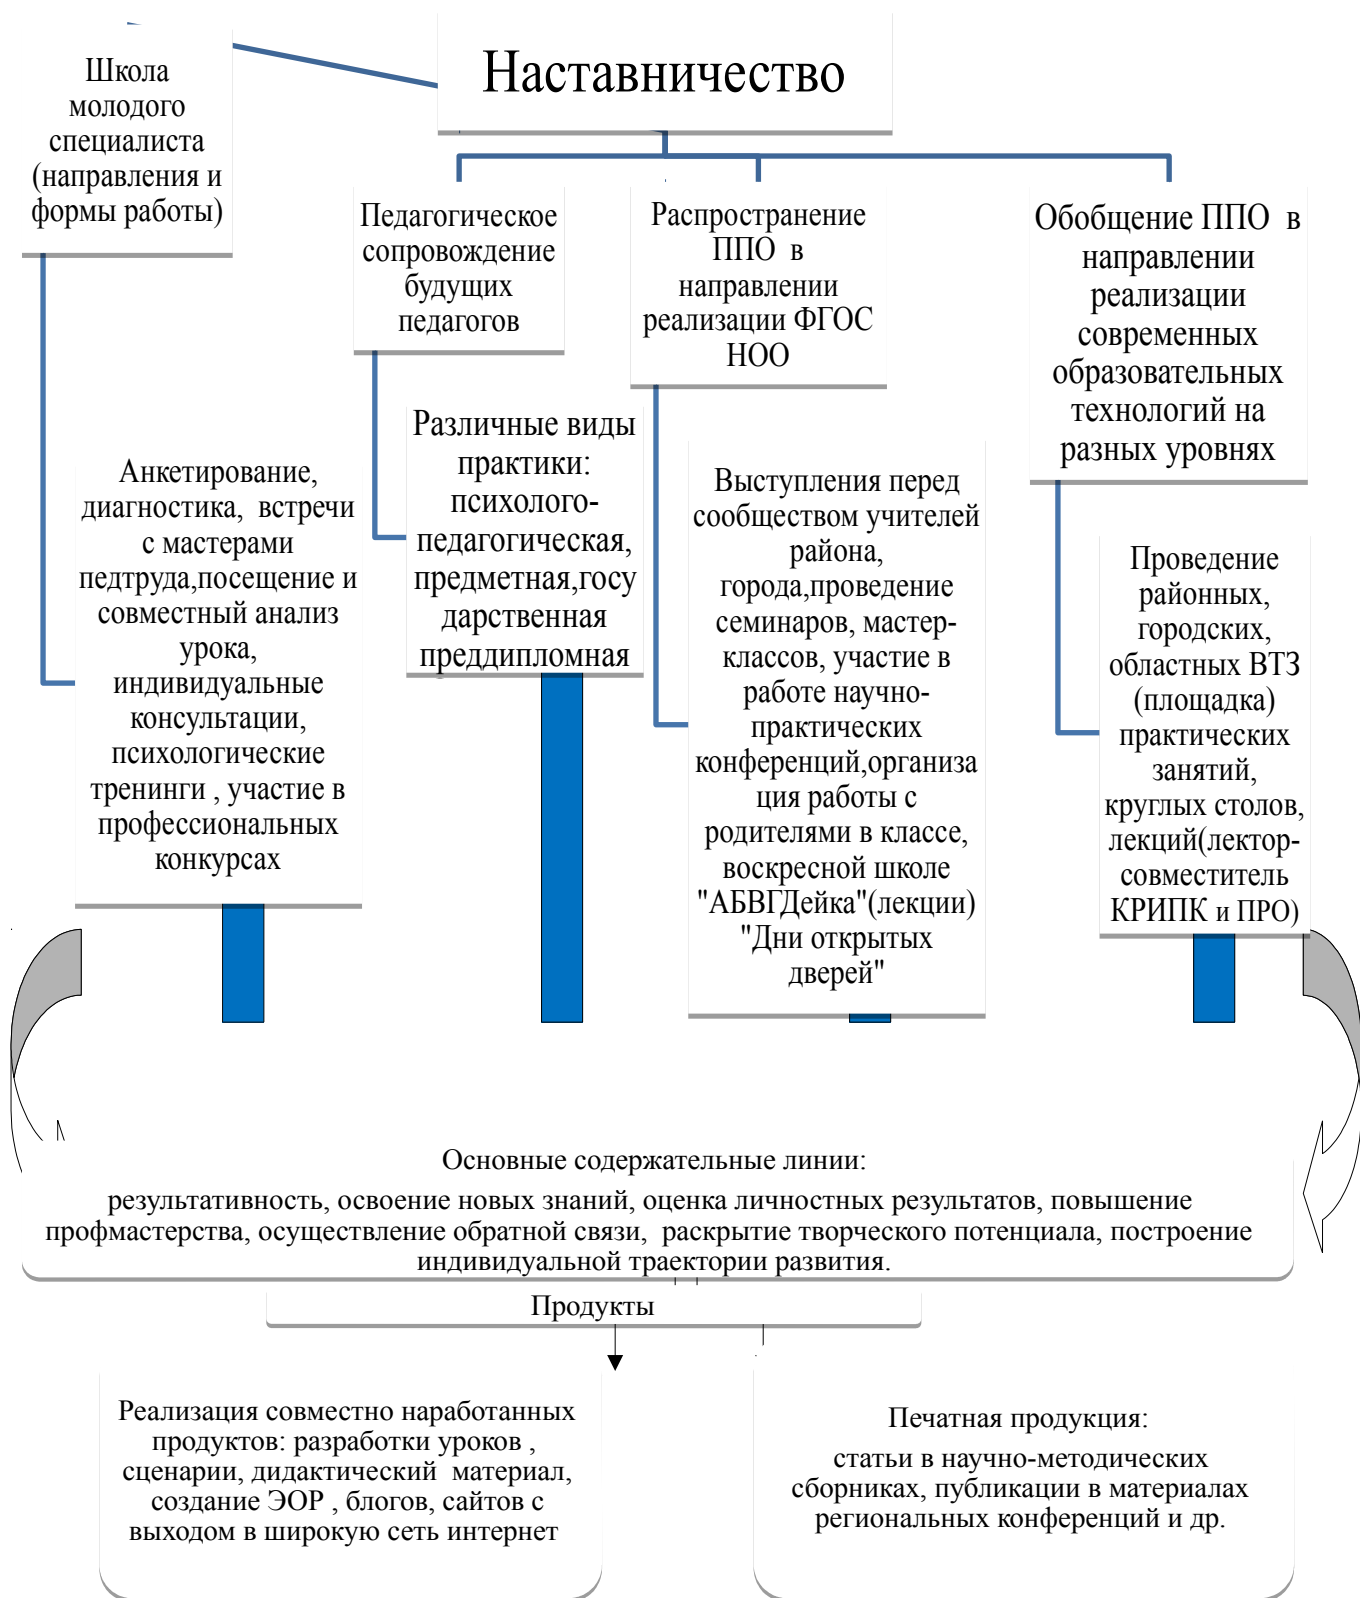 Наставничество
Школа
молодого
специалиста
(направления и
формы работы)
Педагогическое
сопровождение
будущих
педагогов
Распространение
ППО в
направлении
реализации ФГОС
НОО
Обобщение ППО в
направлении
реализации
современных
образовательных
технологий на
разных уровнях
Анкетирование,
диагностика, встречи
с мастерами
педтруда,посещение и
совместный анализ
урока,
индивидуальные
консультации,
психологические
тренинги , участие в
профессиональных
конкурсах
Различные виды
практики:
психолого-
педагогическая,
предметная,госу
дарственная
преддипломная
Выступления перед
сообществом учителей
района,
города,проведение
семинаров, мастер-
классов, участие в
работе научно-
практических
конференций,организа
ция работы с
родителями в классе,
воскресной школе
"АБВГДейка"(лекции)
"Дни открытых
дверей"
Проведение
районных,
городских,
областных ВТЗ
(площадка)
практических
занятий,
круглых столов,
лекций(лектор-
совместитель
КРИПК и ПРО)
Основные содержательные линии:
результативность, освоение новых знаний, оценка личностных результатов, повышение
профмастерства, осуществление обратной связи, раскрытие творческого потенциала, построение
индивидуальной траектории развития.
Продукты
Реализация совместно наработанных
продуктов: разработки уроков ,
сценарии, дидактический материал,
создание ЭОР , блогов, сайтов с
выходом в широкую сеть интернет
Печатная продукция:
статьи в научно-методических
сборниках, публикации в материалах
региональных конференций и др.